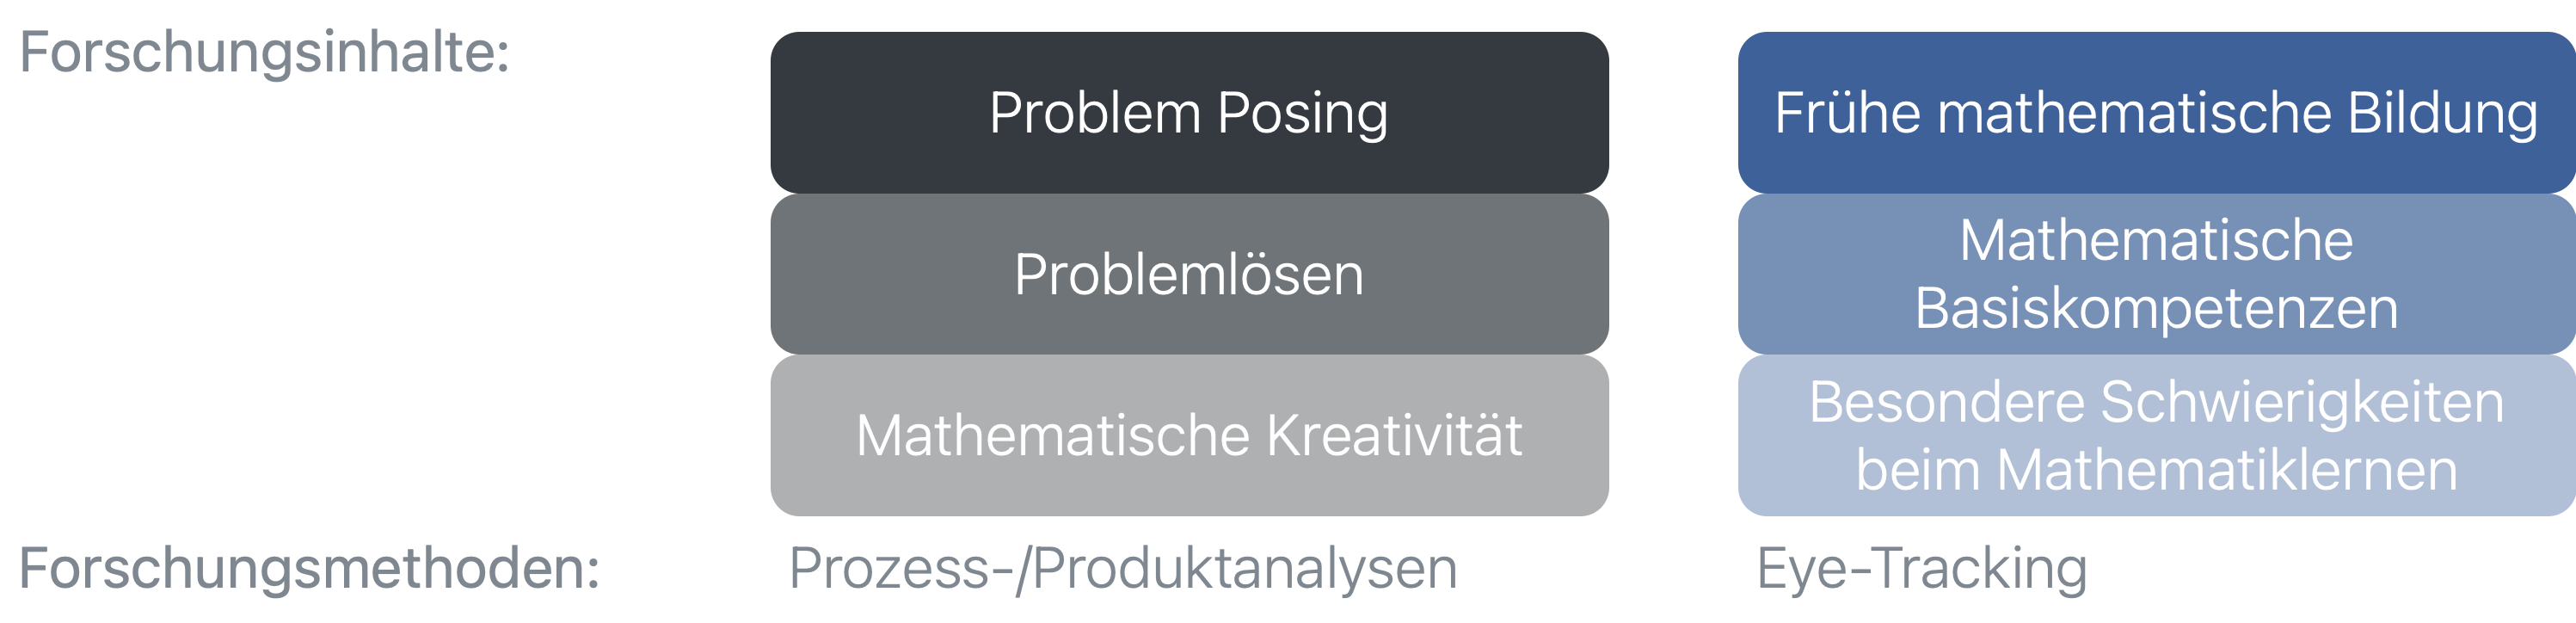 Forschungsinhalte:
Problem Posing
Problemlösen
Mathematische Kreativität
Frühe mathematische Bildung
Mathematische
Basiskompetenzen
Besondere Schwierigkeiten
beim Mathematiklernen
Forschungsmethoden:
Prozess-/Produktanalysen
Eye-Tracking